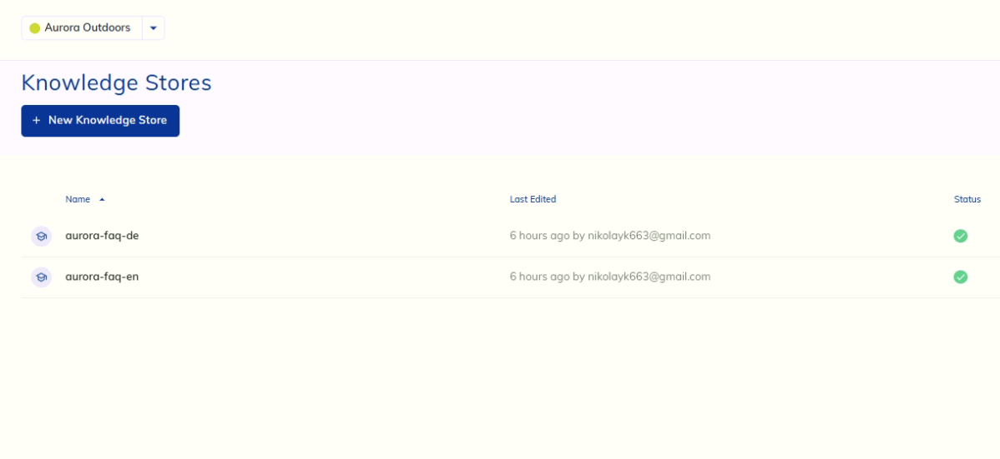 Aurora Outdoors
Knowledge Stores
+ New Knowledge Store
Name Last Edited Status
aurora-faq-de 6 hours ago by nikolayk663@gmail.com
aurora-faq-en 6 hours ago by nikolayk663@gmail.com